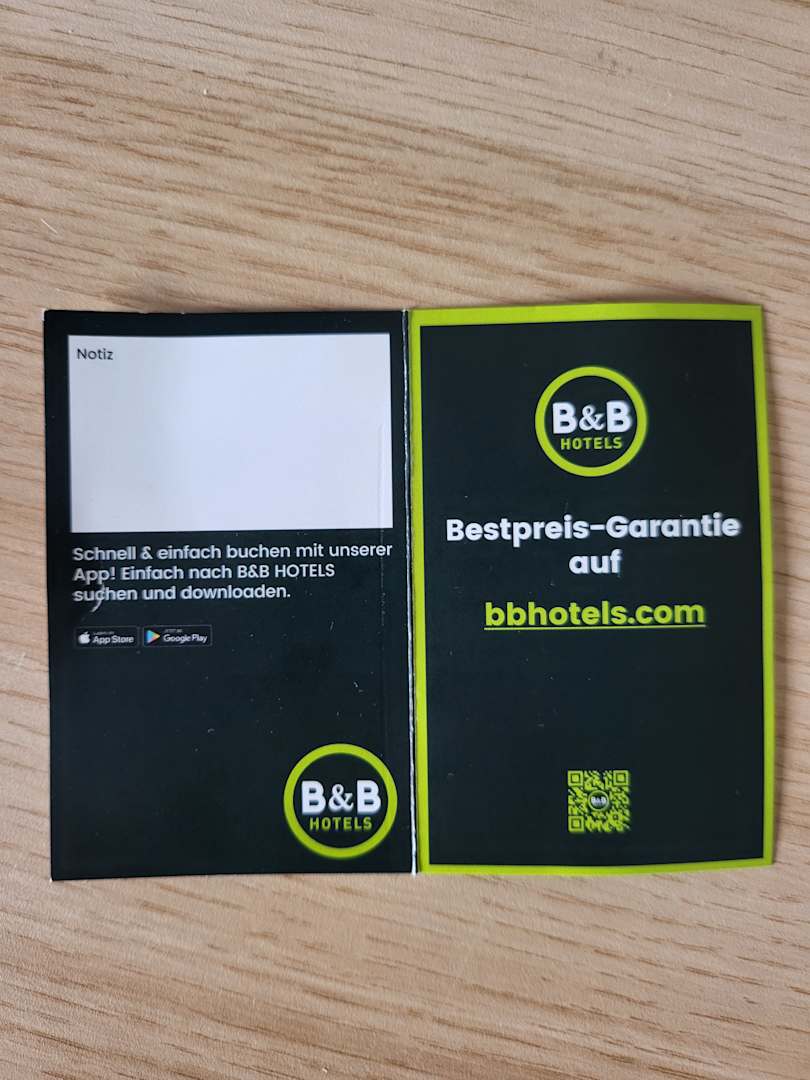 Notiz
Schnell & einfach buchen mit unserer
App! Einfach nach B&B HOTELS
suchen und downloaden.
App Store
Google Play
B&B
HOTELS
B&B
HOTELS
Bestpreis-Garantie
auf
bbhotels.com
B&B